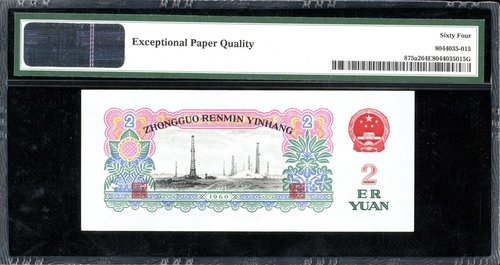 Exceptional Paper Quality
Sixty Four
8044035-015
875a264E8044035015G
2
2
ZHONGGUO RENMIN YINHANG
2
ER
YUAN
1960